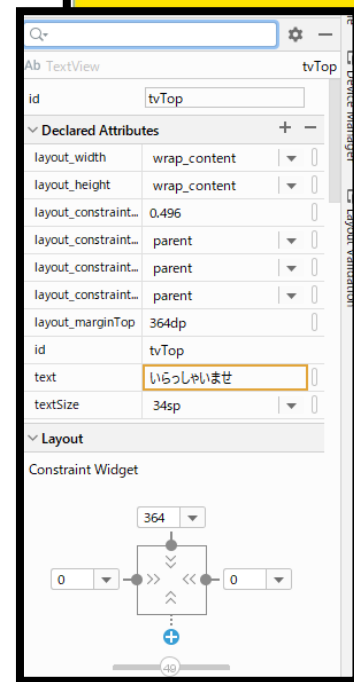 Ab TextView tvTop
id tvTop
Declared Attributes
layout_width wrap_content
layout_height wrap_content
layout_constraint... 0.496
layout_constraint... parent
layout_constraint... parent
layout_constraint... parent
layout_marginTop 364dp
id tvTop
text いらっしゃいませ
textSize 34sp
Layout
Constraint Widget
364
0 0
49
Device Manager
Layout Validation